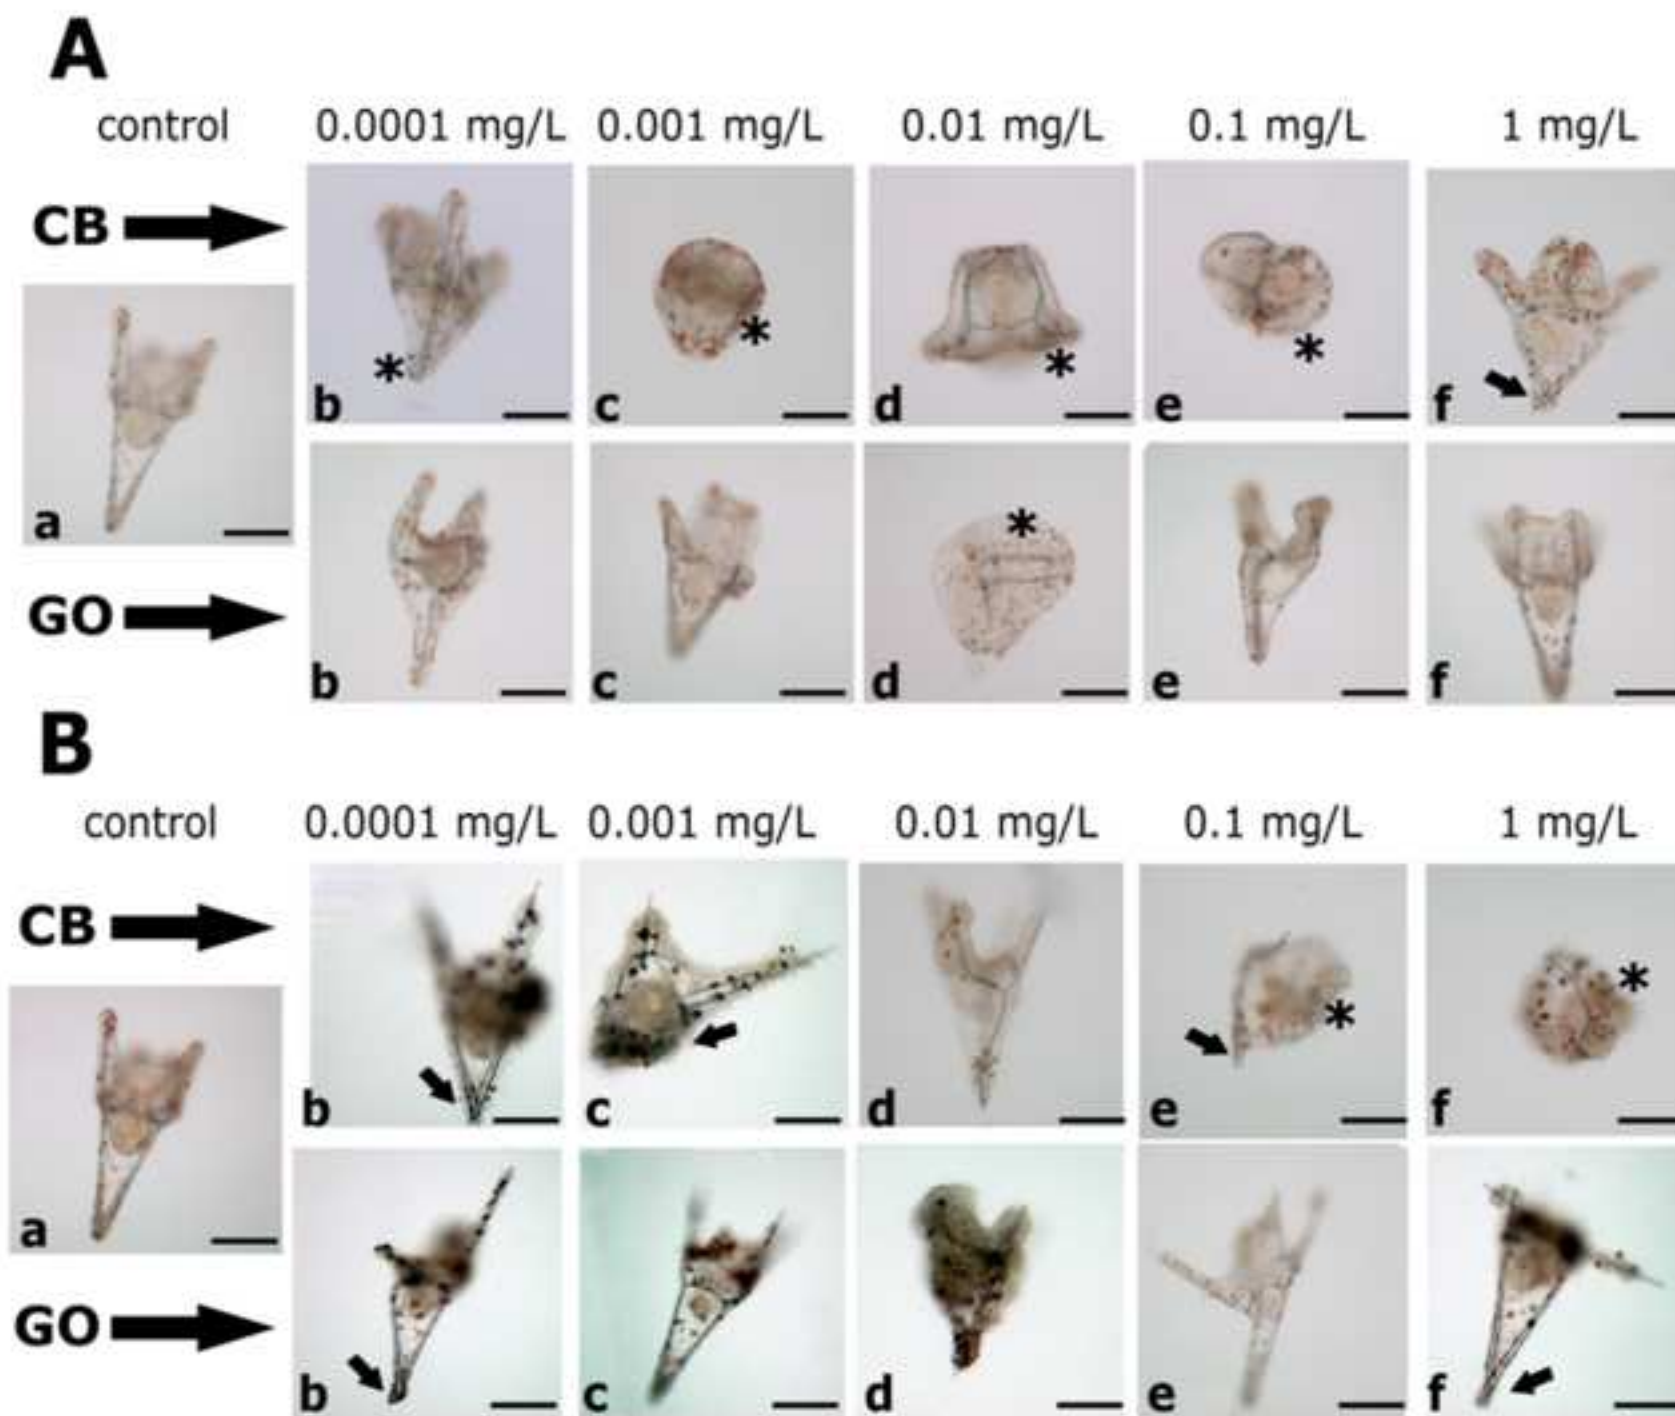 A
control 0.0001 mg/L 0.001 mg/L 0.01 mg/L 0.1 mg/L 1 mg/L
CB
* b * c * d * e f
a
b c * d e f
GO
B
control 0.0001 mg/L 0.001 mg/L 0.01 mg/L 0.1 mg/L 1 mg/L
CB
b c d * e * f
a
b c d e f
GO